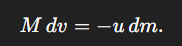 M dv = −u dm.